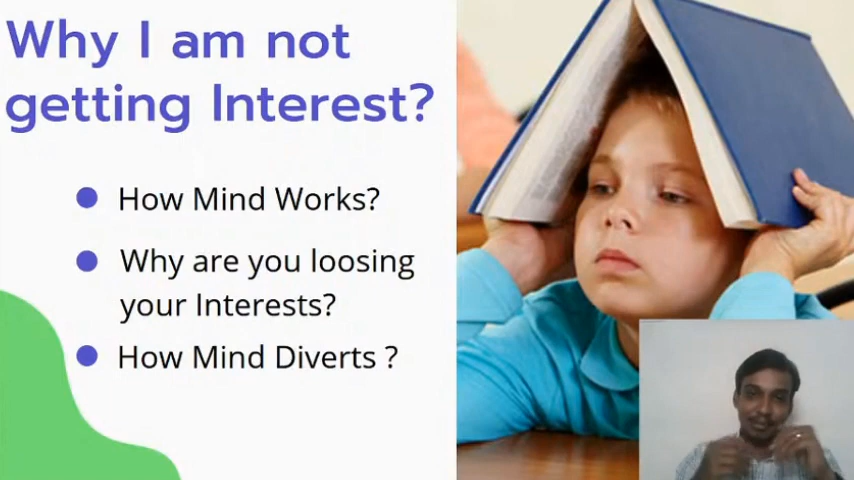 Why I am not
getting Interest?
How Mind Works?
Why are you loosing
your Interests?
How Mind Diverts ?